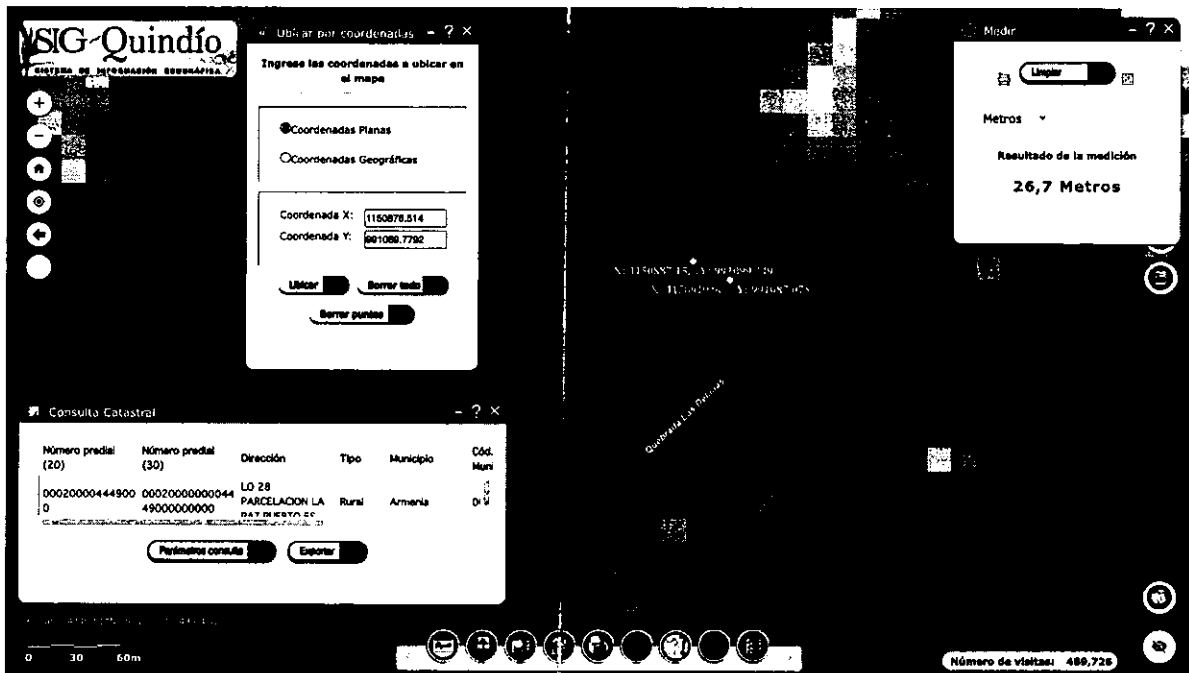 SIG-Quindío
SISTEMA DE INFORMACIÓN GEOGRÁFICA
Ubicar por coordenadas – ? ×
Ingrese las coordenadas a ubicar en
el mapa
Coordenadas Planas
Coordenadas Geográficas
Coordenada X: 1150876.514
Coordenada Y: 991089.7792
Ubicar Borrar todo
Borrar puntos
Medir – ? ×
Limpiar
Metros
Resultado de la medición
26,7 Metros
Quebrada Las
Consulta Catastral – ? ×
Número predial (20) Número predial (30) Dirección Tipo Municipio Cód. Muni
00020000444900 00020000000044 LO 28
0 49000000000 PARCELACION LA Rural Armenia
Parámetros consulta Exportar
0 30 60m
Número de visitas: 489,726